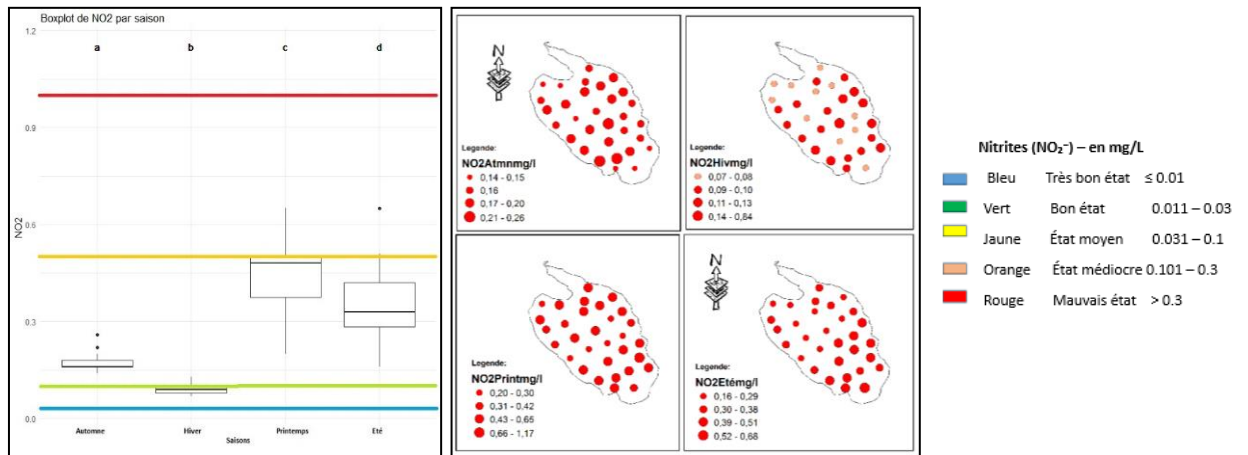 Boxplot de NO2 par saison
1.2
a b c d
0.9
NO2
0.6
0.3
0.0
Automne Hiver Printemps Eté
Saisons
N
Legende:
NO2Atmnmg/l
0,14 - 0,15
0,16
0,17 - 0,20
0,21 - 0,26
Legende:
NO2Hivmg/l
0,07 - 0,08
0,09 - 0,10
0,11 - 0,13
0,14 - 0,84
Legende:
NO2Printmg/l
0,20 - 0,30
0,31 - 0,42
0,43 - 0,65
0,66 - 1,17
N
Legende:
NO2Etémg/l
0,16 - 0,29
0,30 - 0,38
0,39 - 0,51
0,52 - 0,68
Nitrites (NO₂⁻) – en mg/L
Bleu Très bon état ≤ 0.01
Vert Bon état 0.011 – 0.03
Jaune État moyen 0.031 – 0.1
Orange État médiocre 0.101 – 0.3
Rouge Mauvais état > 0.3